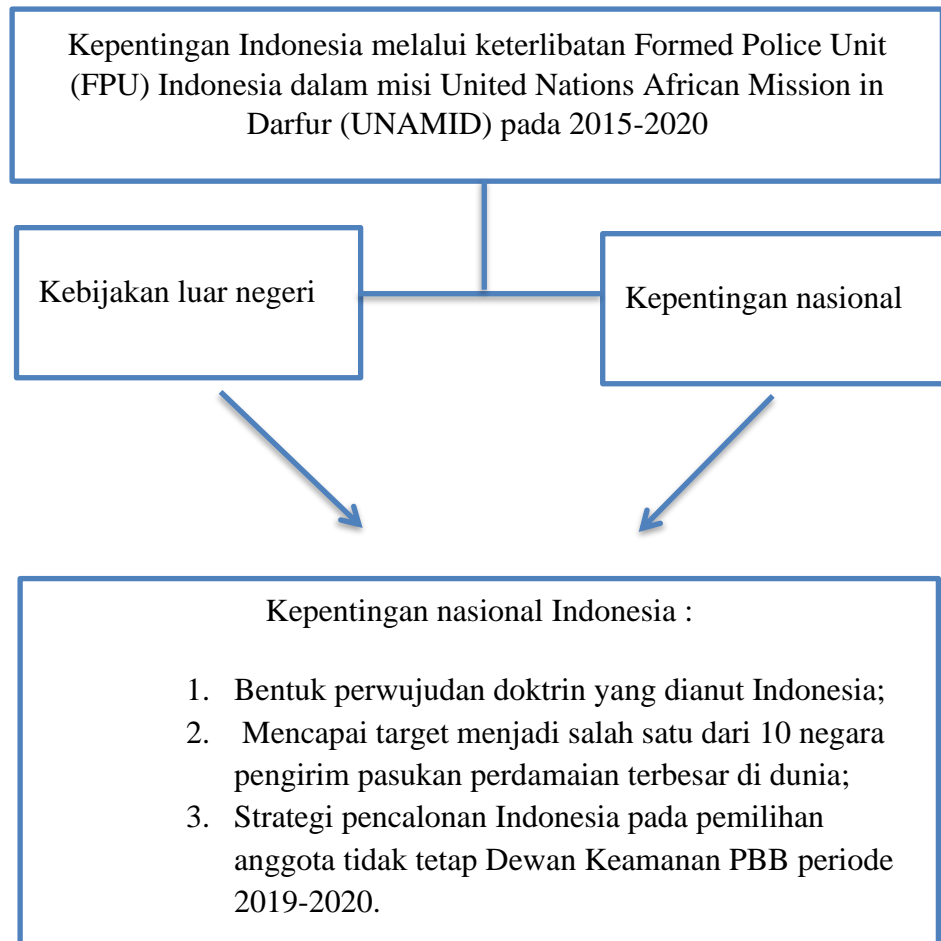 Kepentingan Indonesia melalui keterlibatan Formed Police Unit
(FPU) Indonesia dalam misi United Nations African Mission in
Darfur (UNAMID) pada 2015-2020
Kebijakan luar negeri
Kepentingan nasional
Kepentingan nasional Indonesia :
1. Bentuk perwujudan doktrin yang dianut Indonesia;
2. Mencapai target menjadi salah satu dari 10 negara
pengirim pasukan perdamaian terbesar di dunia;
3. Strategi pencalonan Indonesia pada pemilihan
anggota tidak tetap Dewan Keamanan PBB periode
2019-2020.